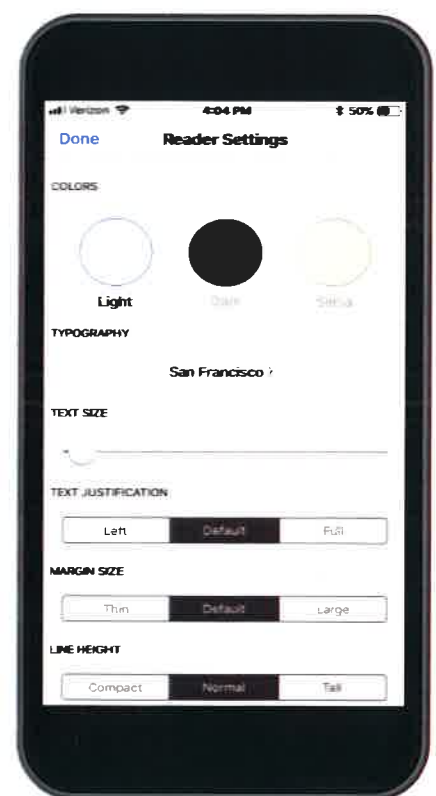 Verizon 4:04 PM 50%
Done Reader Settings
COLORS
Light Dark Sepia
TYPOGRAPHY
San Francisco
TEXT SIZE
TEXT JUSTIFICATION
Left Default Full
MARGIN SIZE
Thin Default Large
LINE HEIGHT
Compact Normal Tall